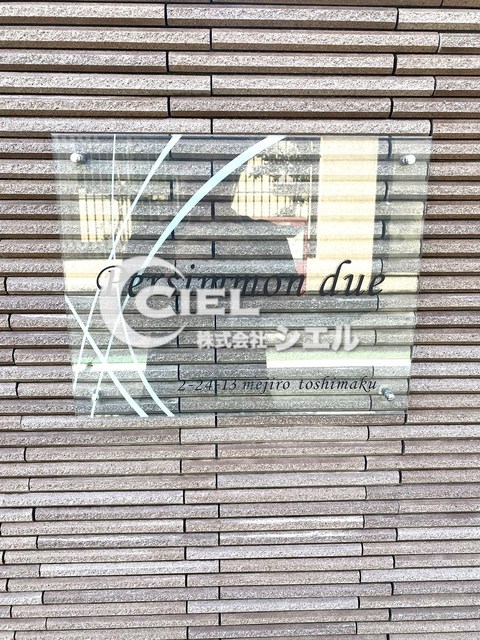 Persimmon due
CIEL
株式会社シエル
2-24-13 mejiro toshimaku